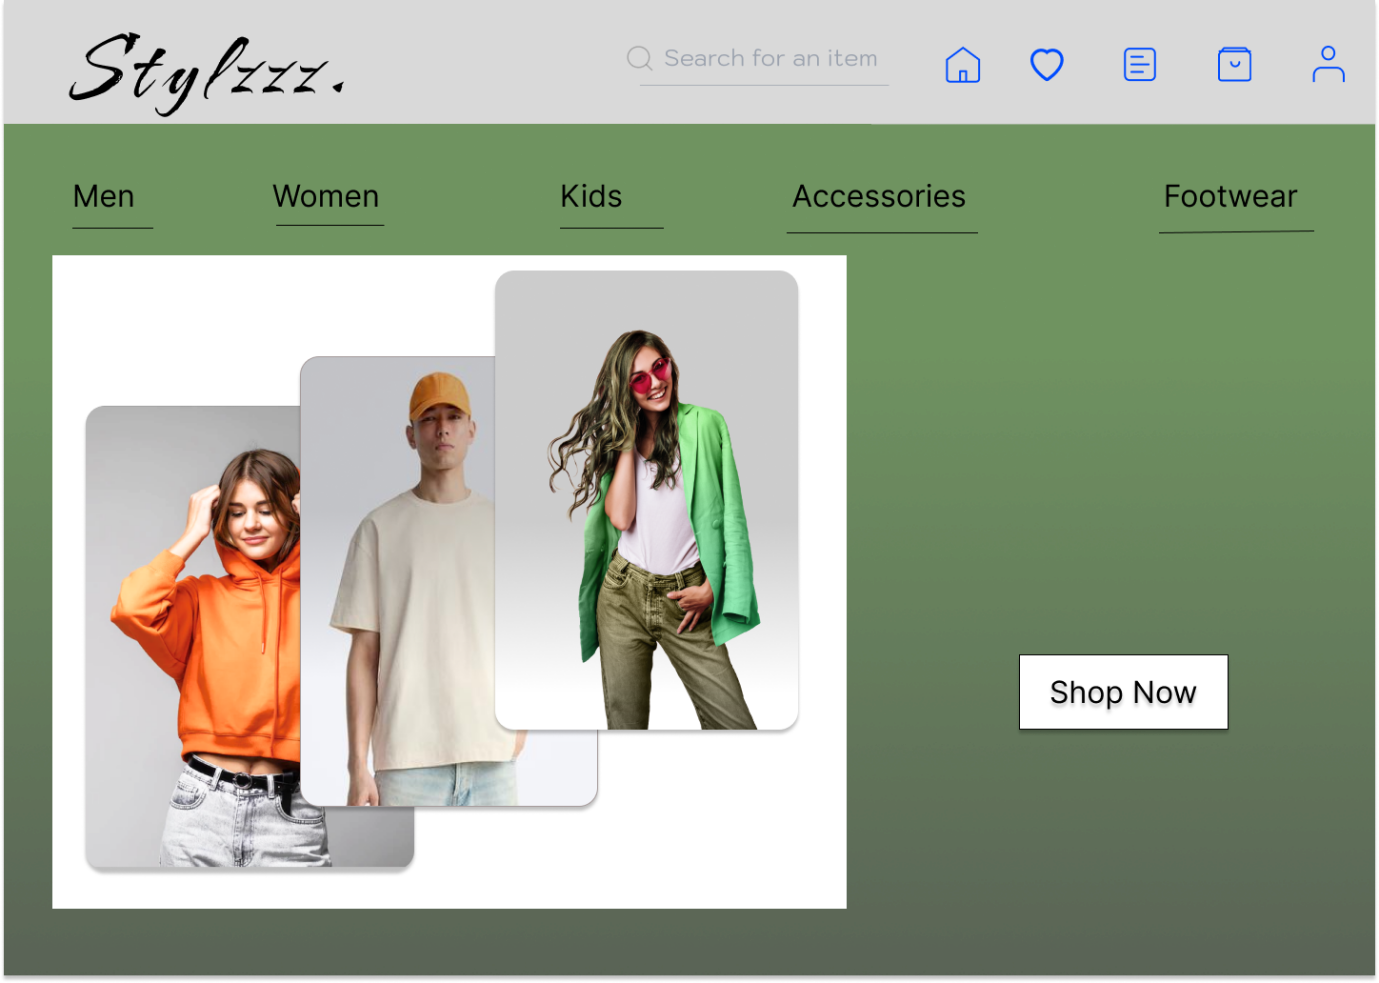 Stylzzz.
Search for an item
Men
Women
Kids
Accessories
Footwear
Shop Now